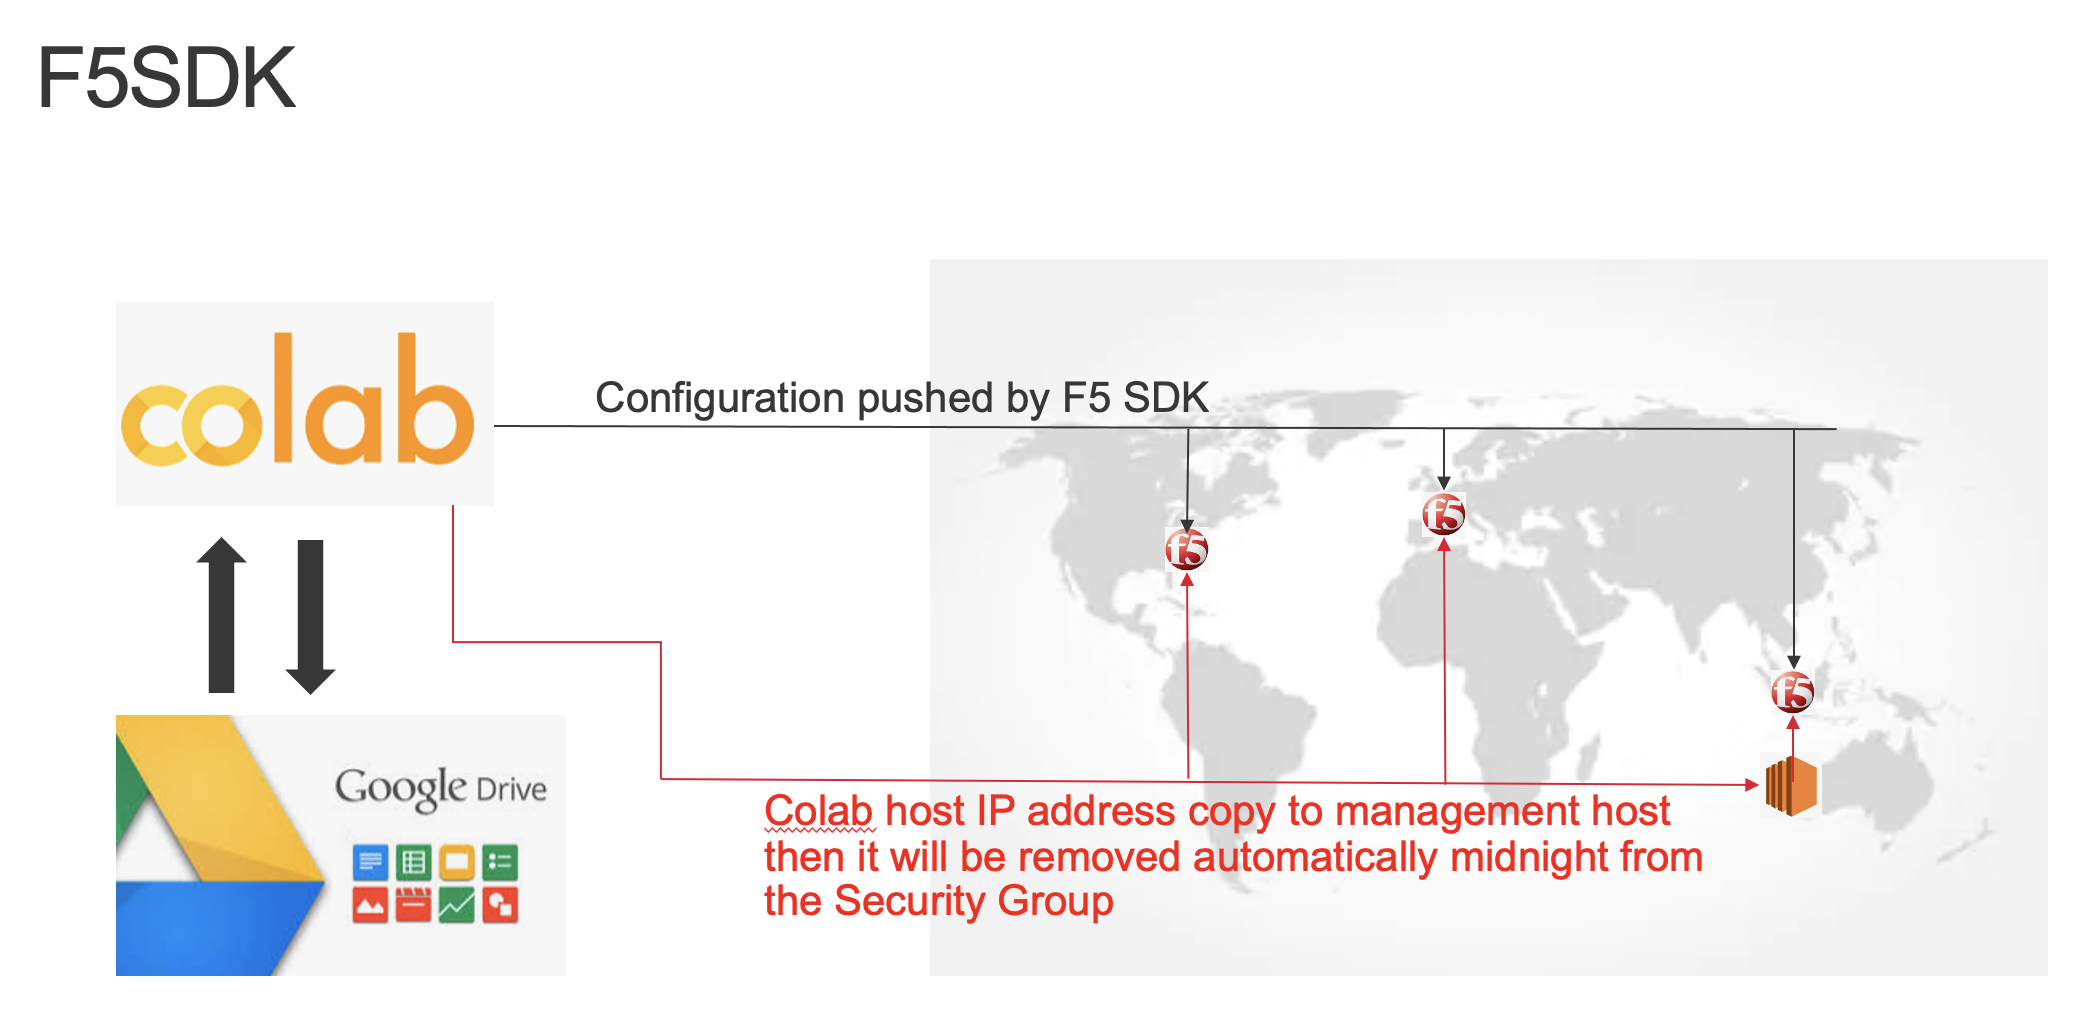 F5SDK
colab
Configuration pushed by F5 SDK
f5
f5
f5
Google Drive
Colab host IP address copy to management host
then it will be removed automatically midnight from
the Security Group